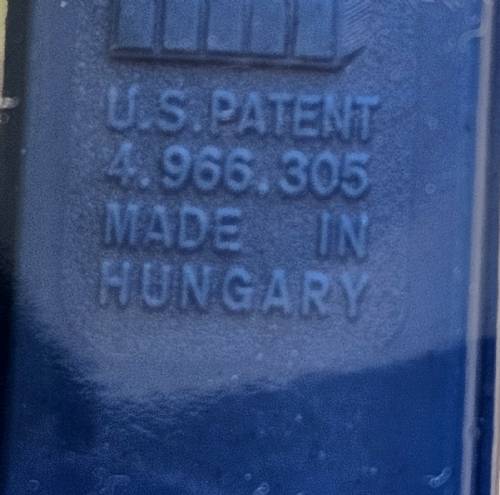 U.S.PATENT
4.966.305
MADE IN
HUNGARY